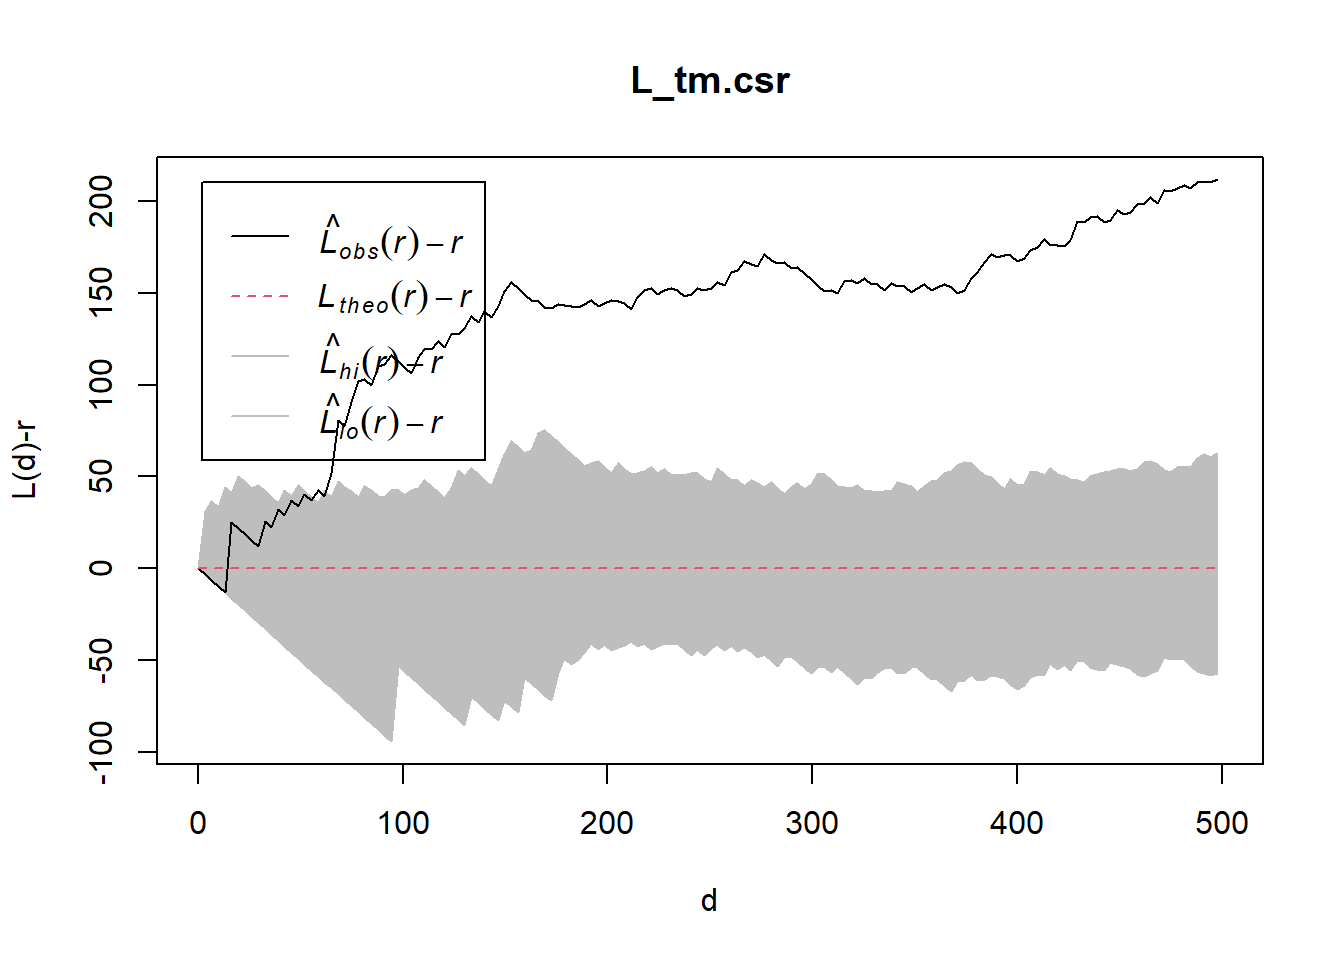 L_tm.csr
L̂obs(r) − r
Ltheo(r) − r
L̂hi(r) − r
L̂lo(r) − r
L(d)-r
200
150
100
50
0
-50
-100
0 100 200 300 400 500
d